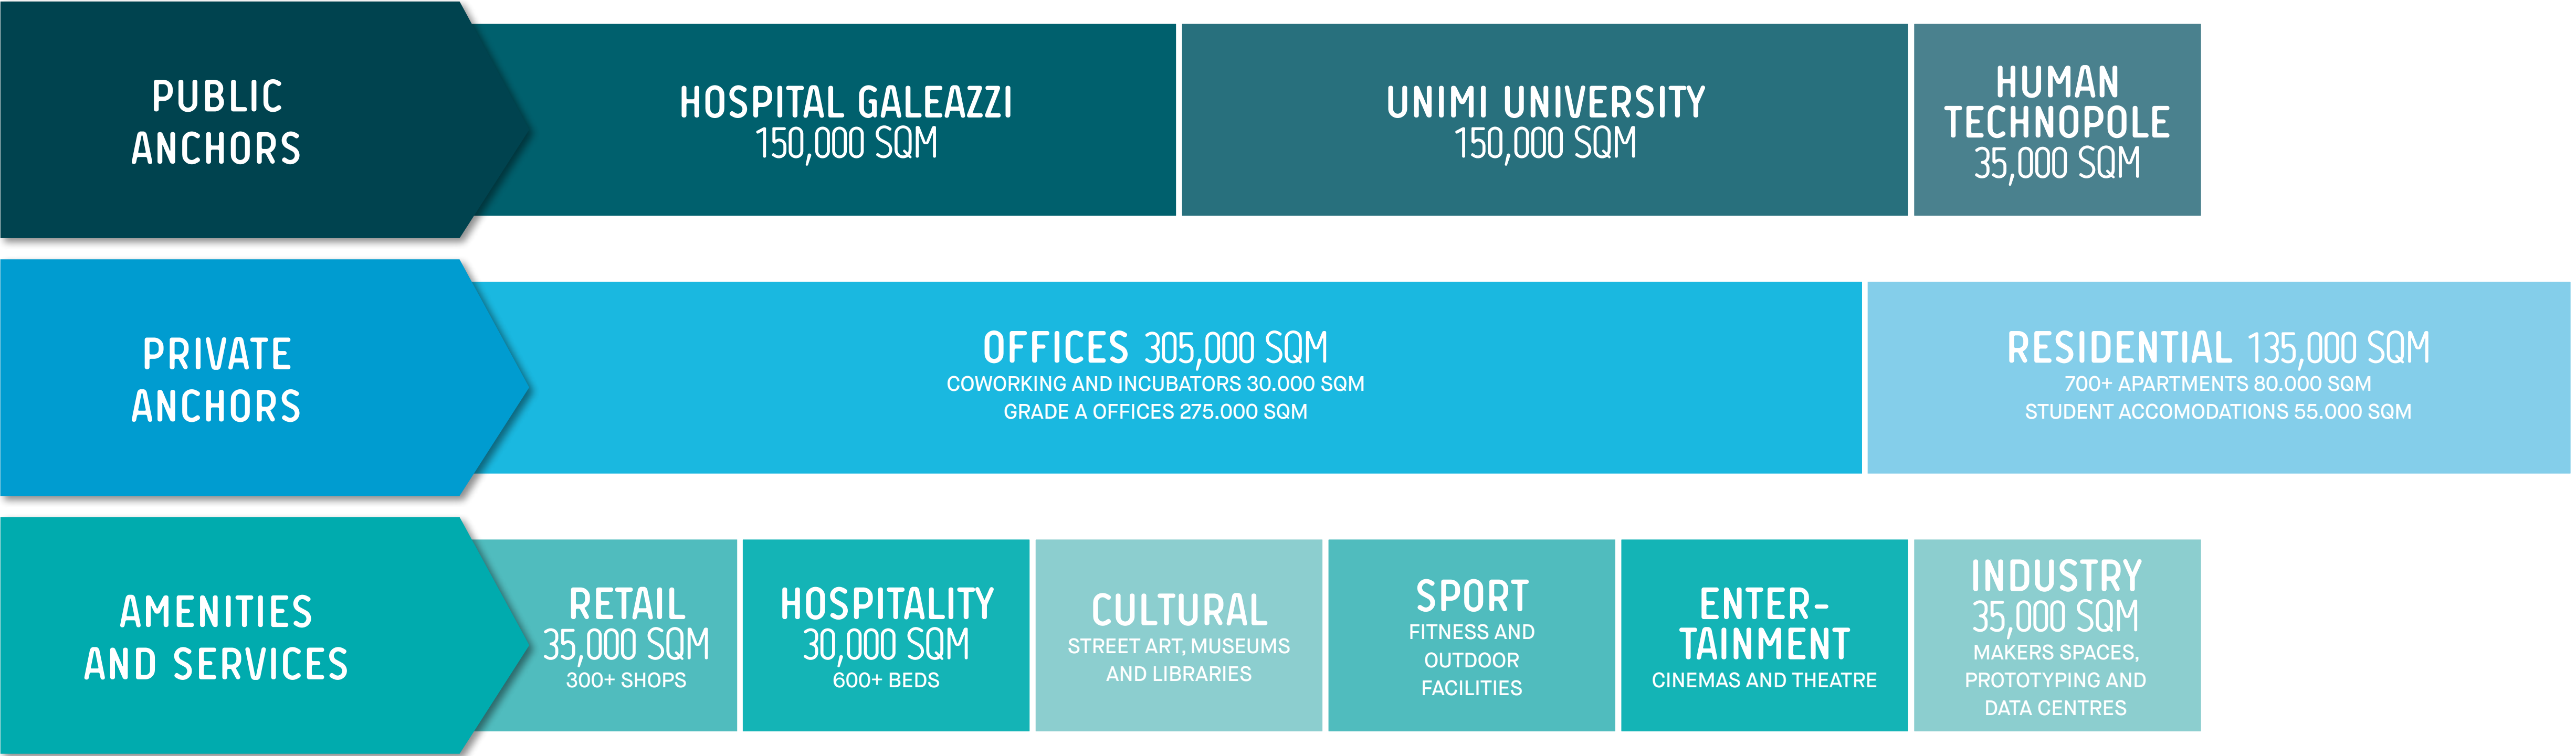 PUBLIC
ANCHORS
HOSPITAL GALEAZZI
150,000 SQM
UNIMI UNIVERSITY
150,000 SQM
HUMAN
TECHNOPOLE
35,000 SQM
PRIVATE
ANCHORS
OFFICES 305,000 SQM
COWORKING AND INCUBATORS 30.000 SQM
GRADE A OFFICES 275.000 SQM
RESIDENTIAL 135,000 SQM
700+ APARTMENTS 80.000 SQM
STUDENT ACCOMODATIONS 55.000 SQM
AMENITIES
AND SERVICES
RETAIL
35,000 SQM
300+ SHOPS
HOSPITALITY
30,000 SQM
600+ BEDS
CULTURAL
STREET ART, MUSEUMS
AND LIBRARIES
SPORT
FITNESS AND
OUTDOOR
FACILITIES
ENTER-
TAINMENT
CINEMAS AND THEATRE
INDUSTRY
35,000 SQM
MAKERS SPACES,
PROTOTYPING AND
DATA CENTRES